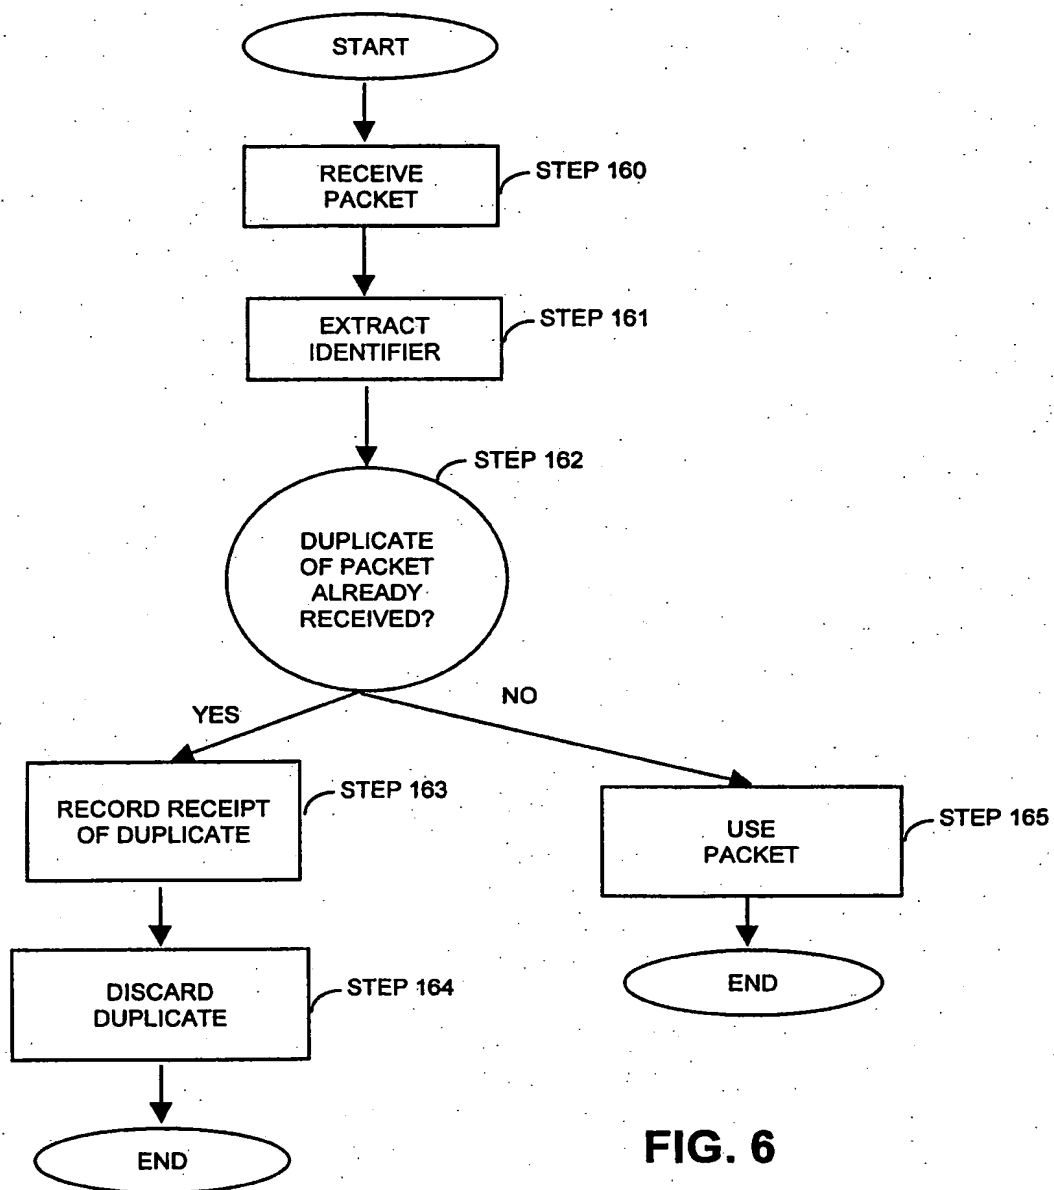 START
RECEIVE
PACKET
STEP 160
EXTRACT
IDENTIFIER
STEP 161
STEP 162
DUPLICATE
OF PACKET
ALREADY
RECEIVED?
YES
NO
RECORD RECEIPT
OF DUPLICATE
STEP 163
USE
PACKET
STEP 165
DISCARD
DUPLICATE
STEP 164
END
END
FIG. 6